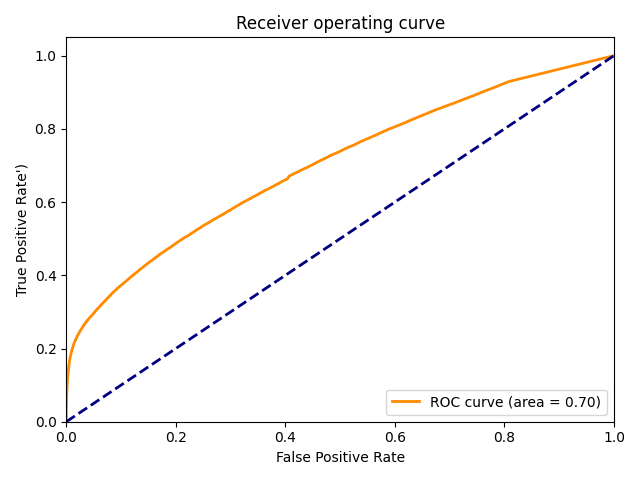 Receiver operating curve
True Positive Rate')
1.0
0.8
0.6
0.4
0.2
0.0
ROC curve (area = 0.70)
0.0 0.2 0.4 0.6 0.8 1.0
False Positive Rate